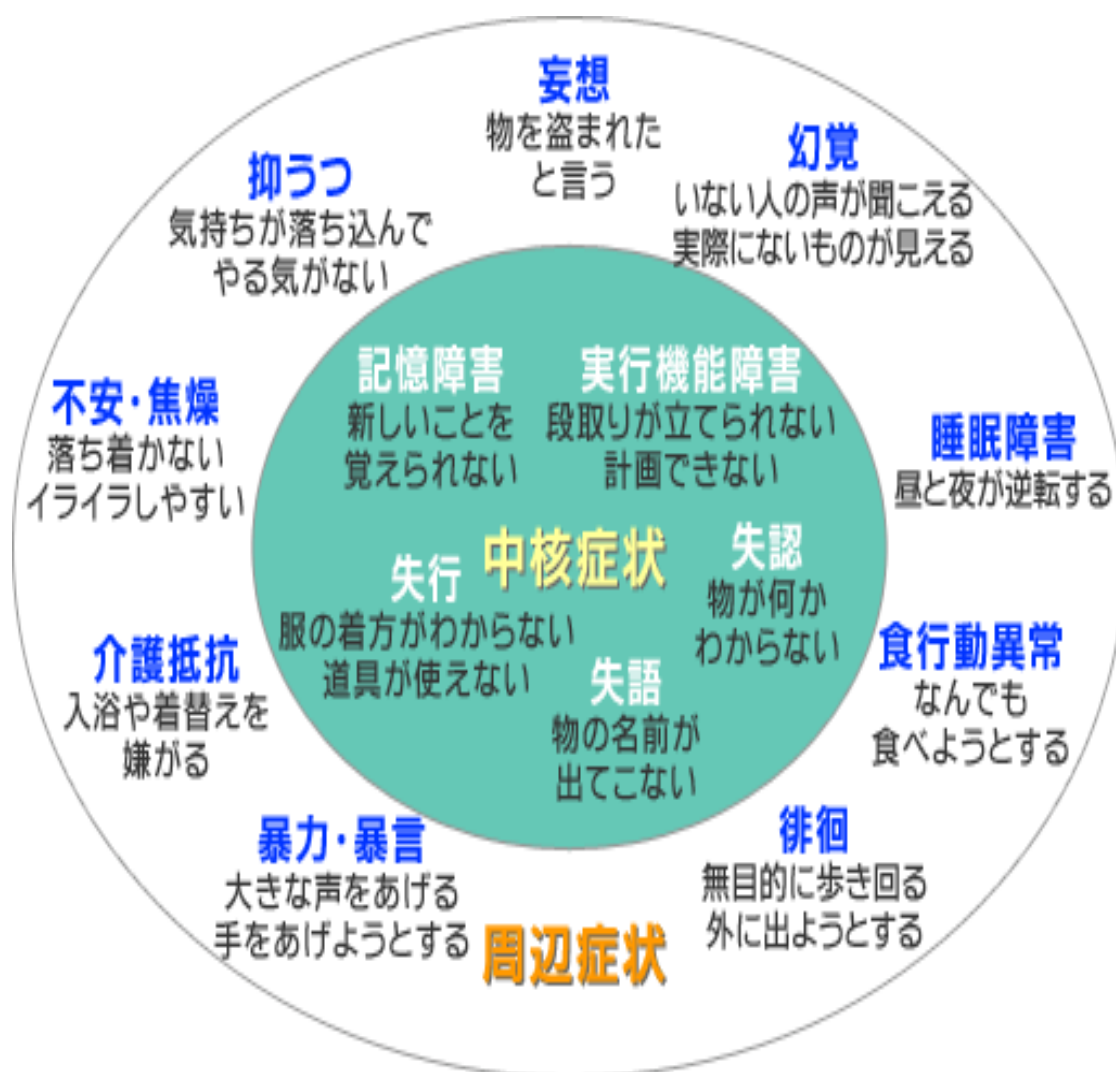 妄想
物を盗まれた
と言う
幻覚
いない人の声が聞こえる
実際にないものが見える
抑うつ
気持ちが落ち込んで
やる気がない
記憶障害
新しいことを
覚えられない
実行機能障害
段取りが立てられない
計画できない
不安・焦燥
落ち着かない
イライラしやすい
睡眠障害
昼と夜が逆転する
中核症状
失行
服の着方がわからない
道具が使えない
失認
物が何か
わからない
失語
物の名前が
出てこない
介護抵抗
入浴や着替えを
嫌がる
食行動異常
なんでも
食べようとする
暴力・暴言
大きな声をあげる
手をあげようとする
徘徊
無目的に歩き回る
外に出ようとする
周辺症状